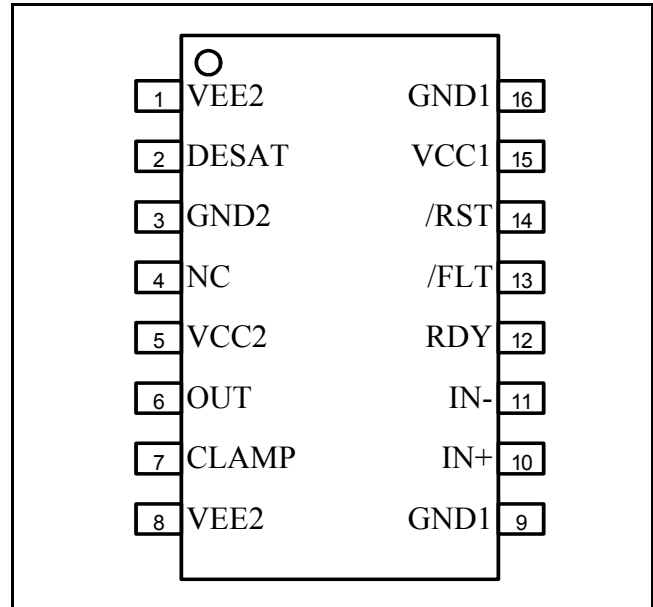 1 VEE2 GND1 16
2 DESAT VCC1 15
3 GND2 /RST 14
4 NC /FLT 13
5 VCC2 RDY 12
6 OUT IN- 11
7 CLAMP IN+ 10
8 VEE2 GND1 9